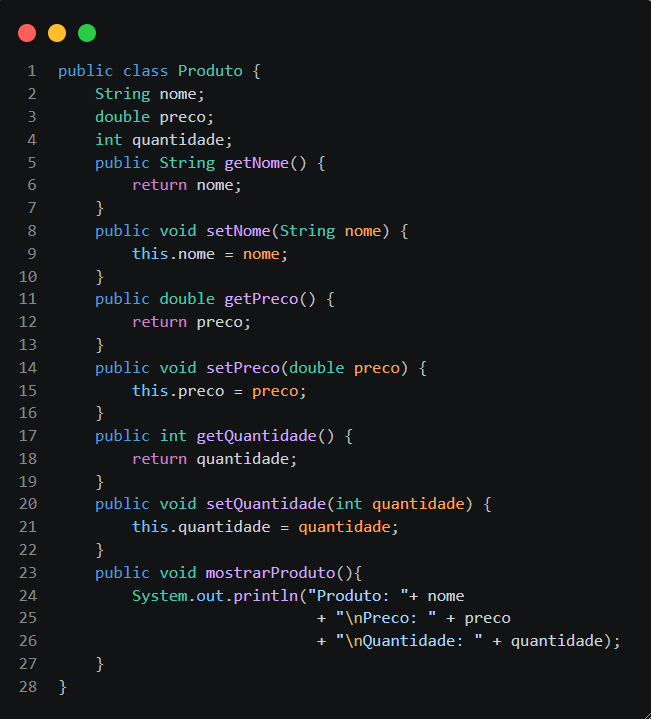 1 public class Produto {
2     String nome;
3     double preco;
4     int quantidade;
5     public String getNome() {
6         return nome;
7     }
8     public void setNome(String nome) {
9         this.nome = nome;
10     }
11     public double getPreco() {
12         return preco;
13     }
14     public void setPreco(double preco) {
15         this.preco = preco;
16     }
17     public int getQuantidade() {
18         return quantidade;
19     }
20     public void setQuantidade(int quantidade) {
21         this.quantidade = quantidade;
22     }
23     public void mostrarProduto(){
24         System.out.println("Produto: "+ nome
25                             + "\nPreco: " + preco
26                             + "\nQuantidade: " + quantidade);
27     }
28 }